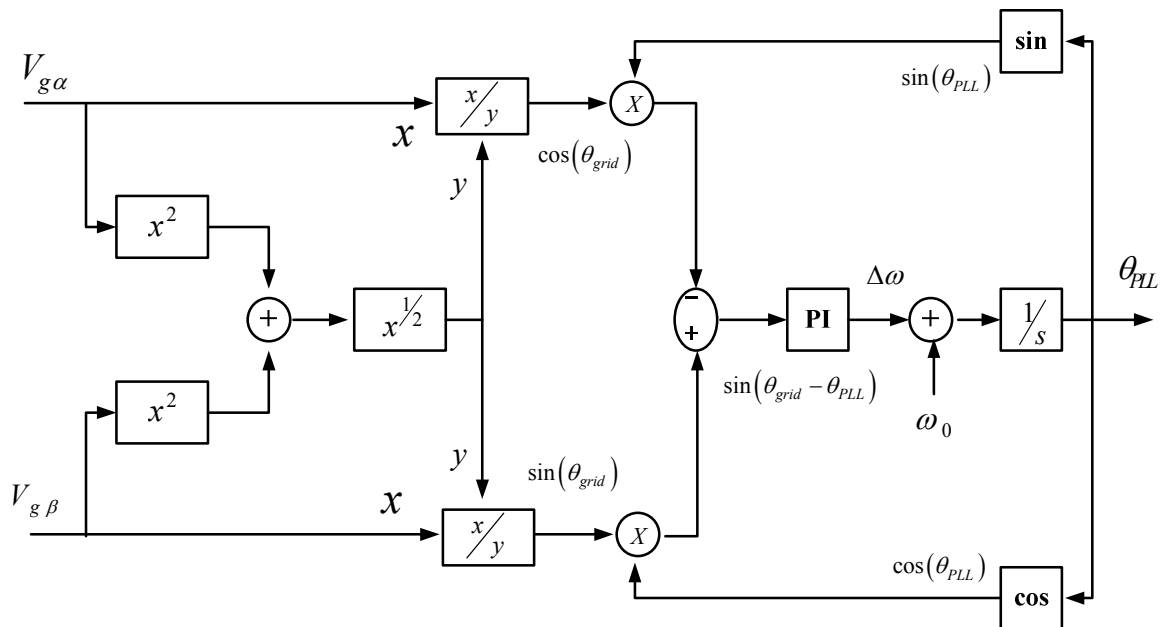 sin
V_{gα}
x/y
X
sin(θ_{PLL})
x
cos(θ_{grid})
y
x^2
Δω
θ_{PLL}
-
+
x^{1/2}
PI
+
1/s
+
x^2
sin(θ_{grid} − θ_{PLL})
ω_0
y
sin(θ_{grid})
V_{gβ}
x
x/y
X
cos(θ_{PLL})
cos